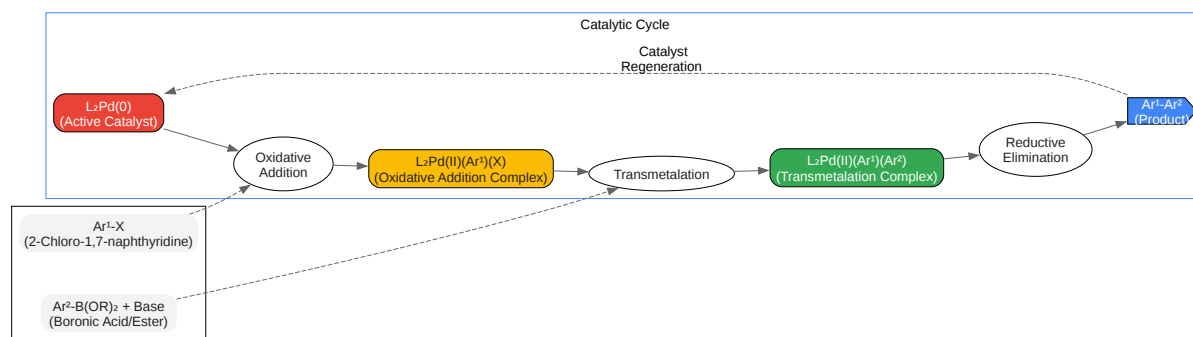 Catalytic Cycle
Catalyst
Regeneration
L₂Pd(0)
(Active Catalyst)
Ar¹-Ar²
(Product)
Oxidative
Addition
L₂Pd(II)(Ar¹)(X)
(Oxidative Addition Complex)
Transmetalation
L₂Pd(II)(Ar¹)(Ar²)
(Transmetalation Complex)
Reductive
Elimination
Ar¹-X
(2-Chloro-1,7-naphthyridine)
Ar²-B(OR)₂ + Base
(Boronic Acid/Ester)